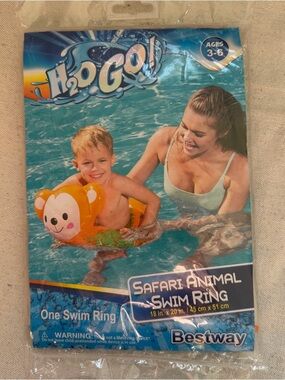 H2O GO!
AGES
3-6
SAFARI ANIMAL
SWIM RING
18 in. x 20 in. / 45 cm x 51 cm
One Swim Ring
WARNING:
Bestway